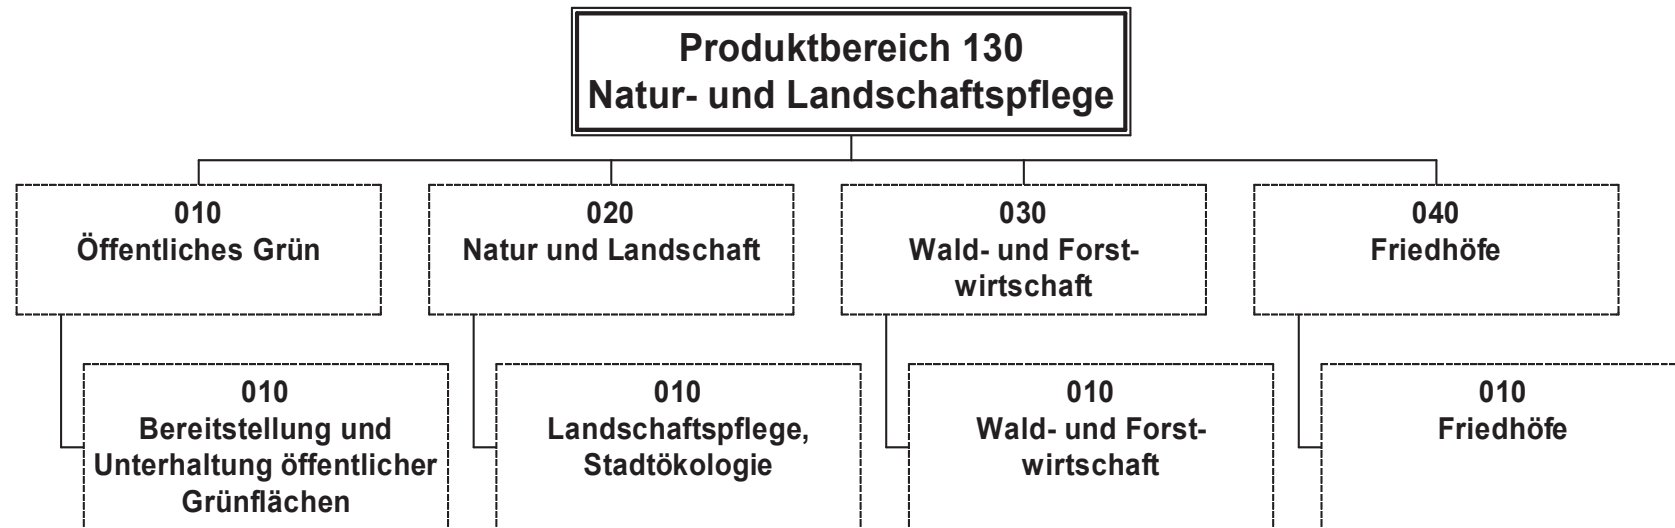 Produktbereich 130
Natur- und Landschaftspflege
010
Öffentliches Grün
020
Natur und Landschaft
030
Wald- und Forst-
wirtschaft
040
Friedhöfe
010
Bereitstellung und
Unterhaltung öffentlicher
Grünflächen
010
Landschaftspflege,
Stadtökologie
010
Wald- und Forst-
wirtschaft
010
Friedhöfe